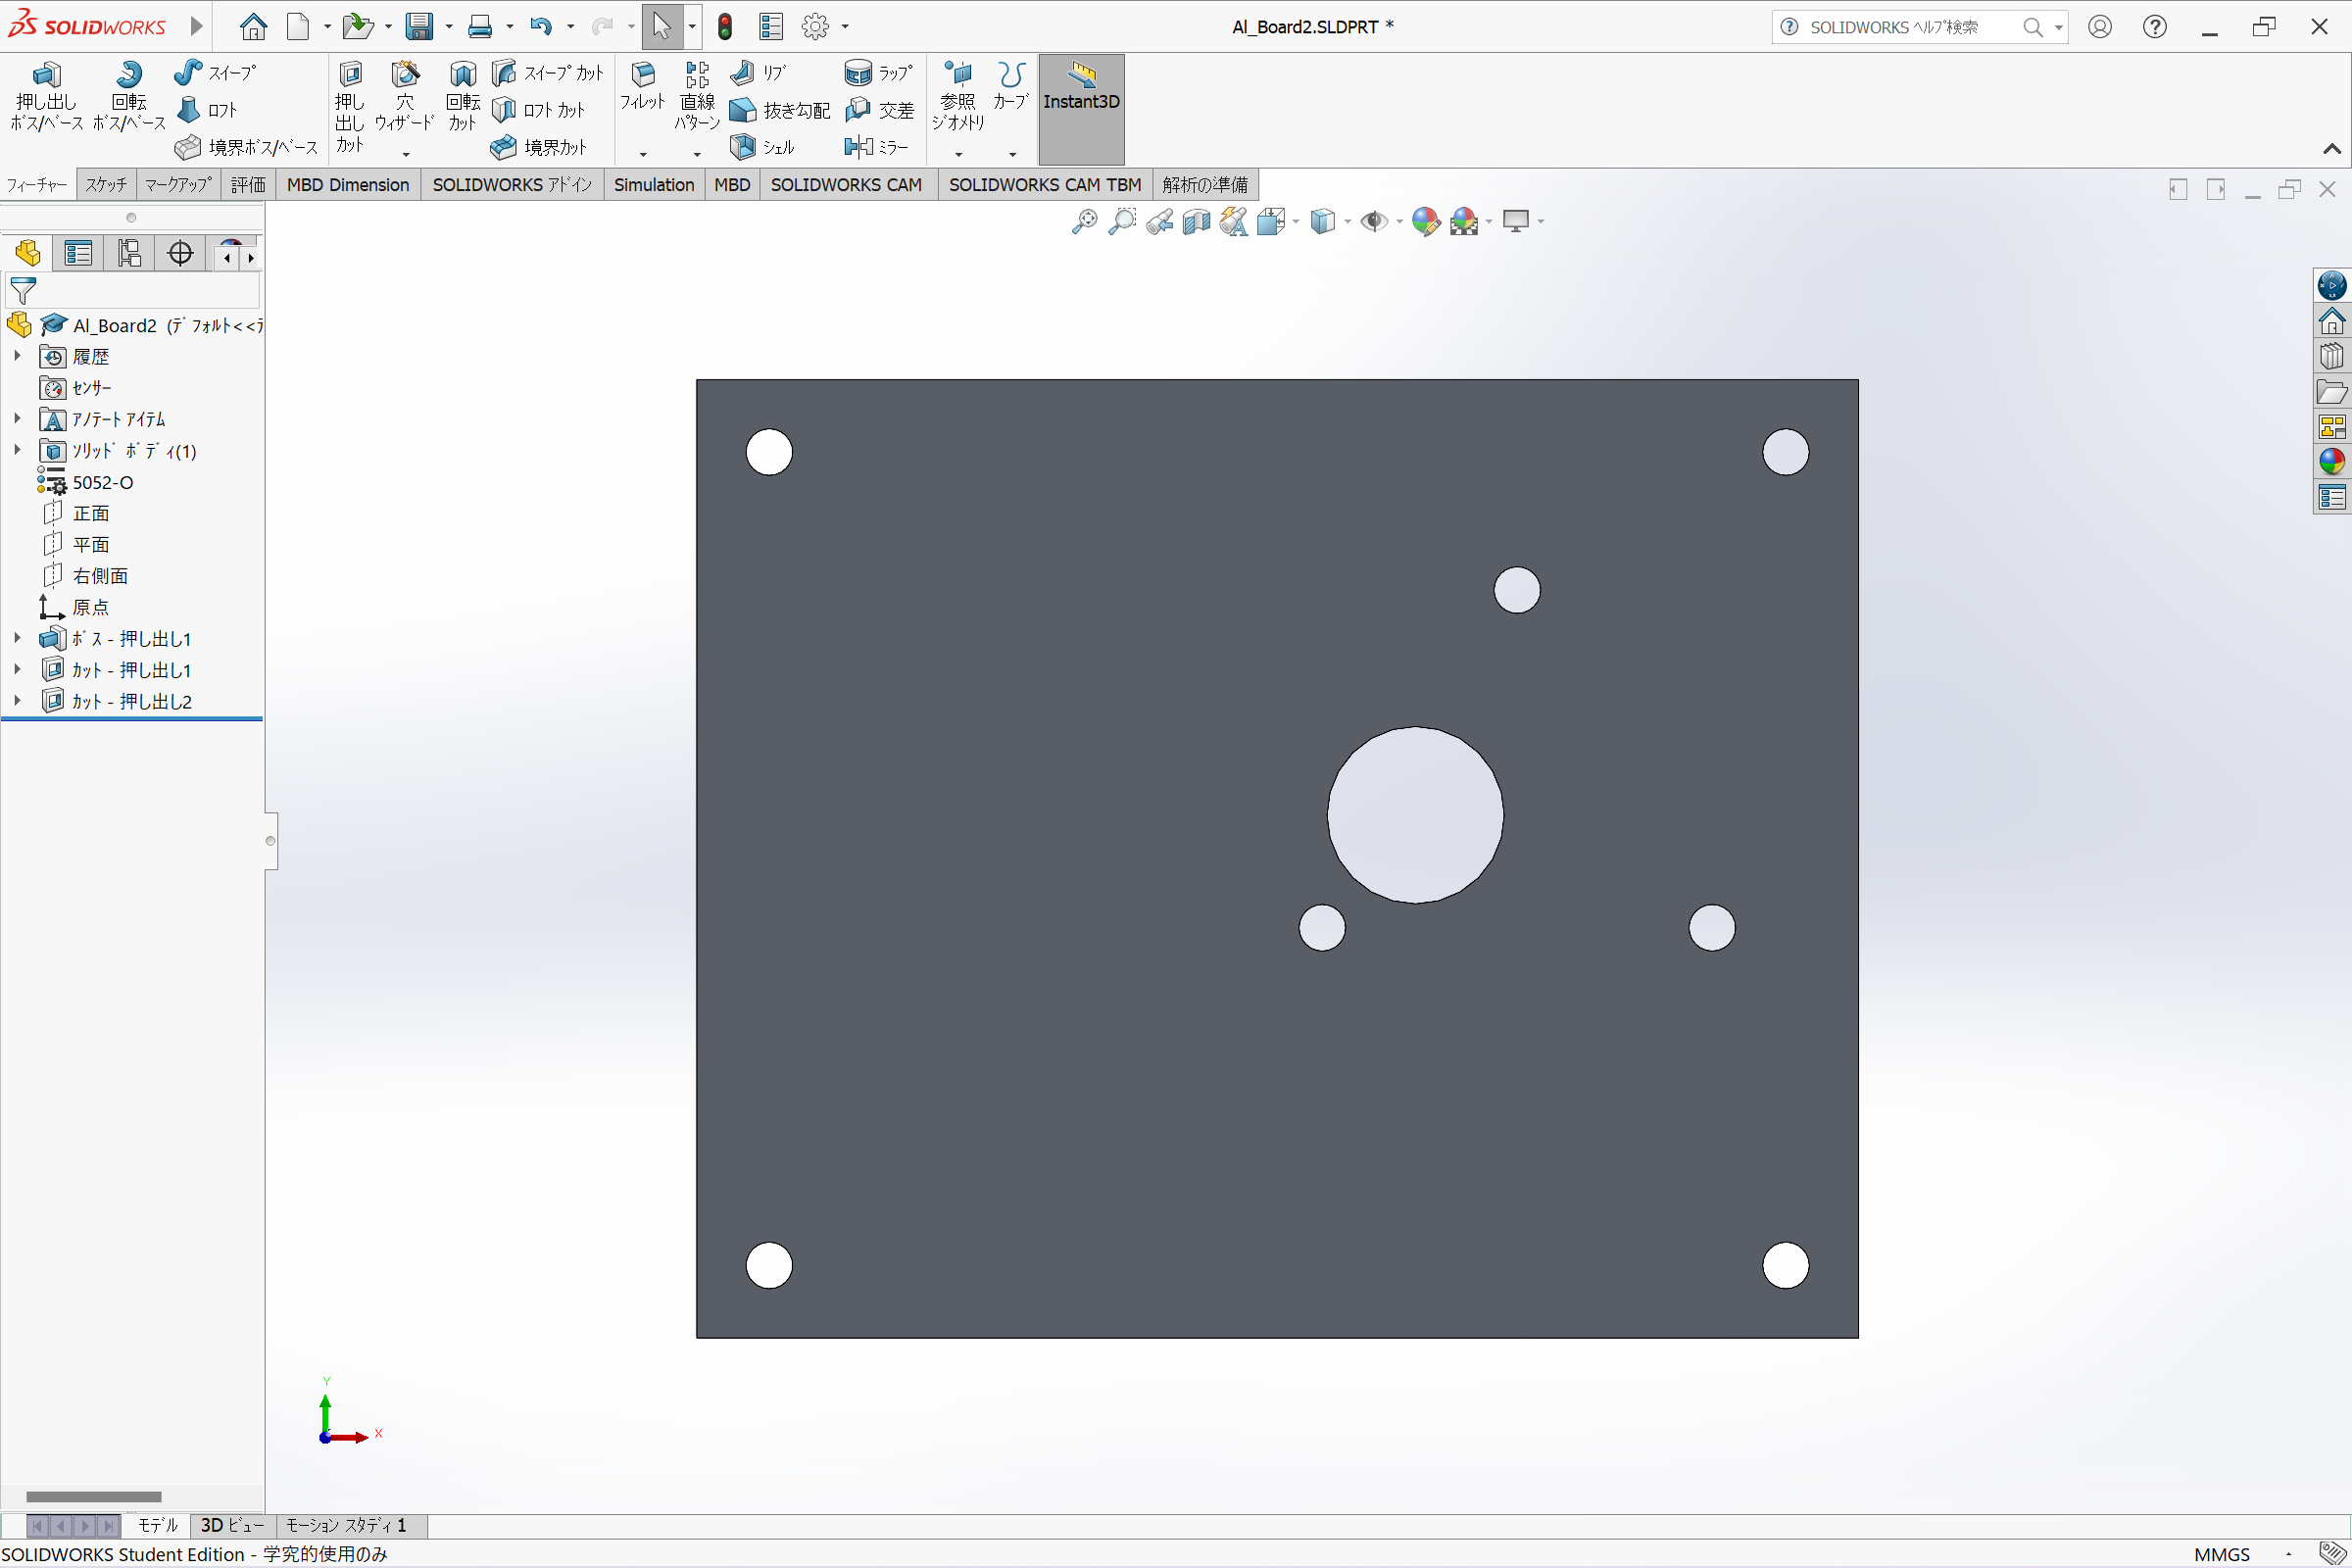 SOLIDWORKS
Al_Board2.SLDPRT *
SOLIDWORKS ﾍﾙﾌﾟ検索
押し出し
ﾎﾞｽ/ﾍﾞｰｽ
回転
ﾎﾞｽ/ﾍﾞｰｽ
ｽｲｰﾌﾟ
ﾛﾌﾄ
境界ﾎﾞｽ/ﾍﾞｰｽ
押し
出し
ｶｯﾄ
穴
ｳｨｻﾞｰﾄﾞ
回転
ｶｯﾄ
ｽｲｰﾌﾟ ｶｯﾄ
ﾛﾌﾄ ｶｯﾄ
境界ｶｯﾄ
ﾌｨﾚｯﾄ
直線
ﾊﾟﾀｰﾝ
ﾘﾌﾞ
抜き勾配
ｼｪﾙ
ﾗｯﾌﾟ
交差
ﾐﾗｰ
参照
ｼﾞｵﾒﾄﾘ
ｶｰﾌﾞ
Instant3D
ﾌｨｰﾁｬｰ
ｽｹｯﾁ
ﾏｰｸｱｯﾌﾟ
評価
MBD Dimension
SOLIDWORKS ｱﾄﾞｲﾝ
Simulation
MBD
SOLIDWORKS CAM
SOLIDWORKS CAM TBM
解析の準備
Al_Board2 (ﾃﾞﾌｫﾙﾄ<<ﾃ
履歴
ｾﾝｻｰ
ｱﾉﾃｰﾄ ｱｲﾃﾑ
ｿﾘｯﾄﾞ ﾎﾞﾃﾞｨ(1)
5052-O
正面
平面
右側面
原点
ﾎﾞｽ - 押し出し1
ｶｯﾄ - 押し出し1
ｶｯﾄ - 押し出し2
Y
X
ﾓﾃﾞﾙ
3D ﾋﾞｭｰ
ﾓｰｼｮﾝ ｽﾀﾃﾞｨ 1
SOLIDWORKS Student Edition - 学究的使用のみ
MMGS